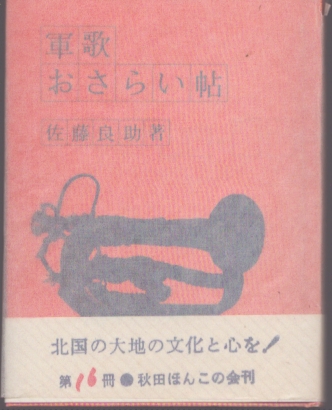 軍歌
おさらい帖
佐藤良助著
北国の大地の文化と心を!
第16冊●秋田ほんこの会刊